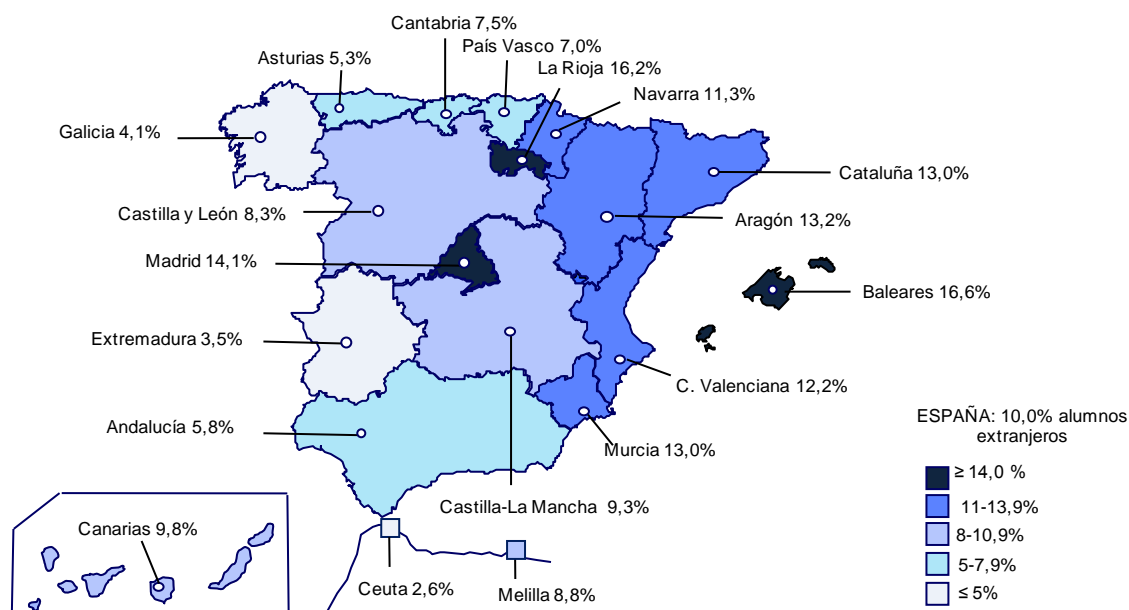 Cantabria 7,5%
País Vasco 7,0%
Asturias 5,3%
La Rioja 16,2%
Navarra 11,3%
Galicia 4,1%
Cataluña 13,0%
Castilla y León 8,3%
Aragón 13,2%
Madrid 14,1%
Baleares 16,6%
Extremadura 3,5%
C. Valenciana 12,2%
Andalucía 5,8%
Murcia 13,0%
ESPAÑA: 10,0% alumnos
extranjeros
≥ 14,0 %
11-13,9%
8-10,9%
5-7,9%
≤ 5%
Castilla-La Mancha 9,3%
Canarias 9,8%
Ceuta 2,6%
Melilla 8,8%